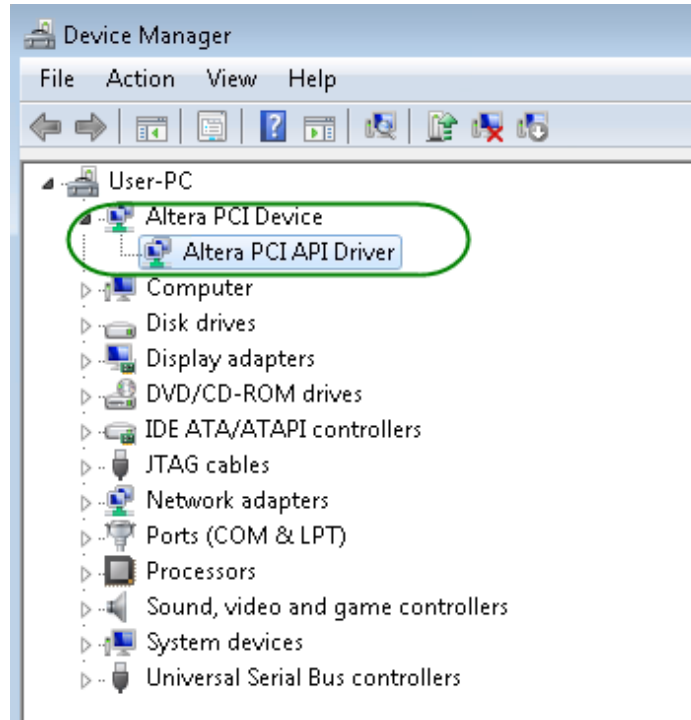 Device Manager
File Action View Help
User-PC
Altera PCI Device
Altera PCI API Driver
Computer
Disk drives
Display adapters
DVD/CD-ROM drives
IDE ATA/ATAPI controllers
JTAG cables
Network adapters
Ports (COM & LPT)
Processors
Sound, video and game controllers
System devices
Universal Serial Bus controllers